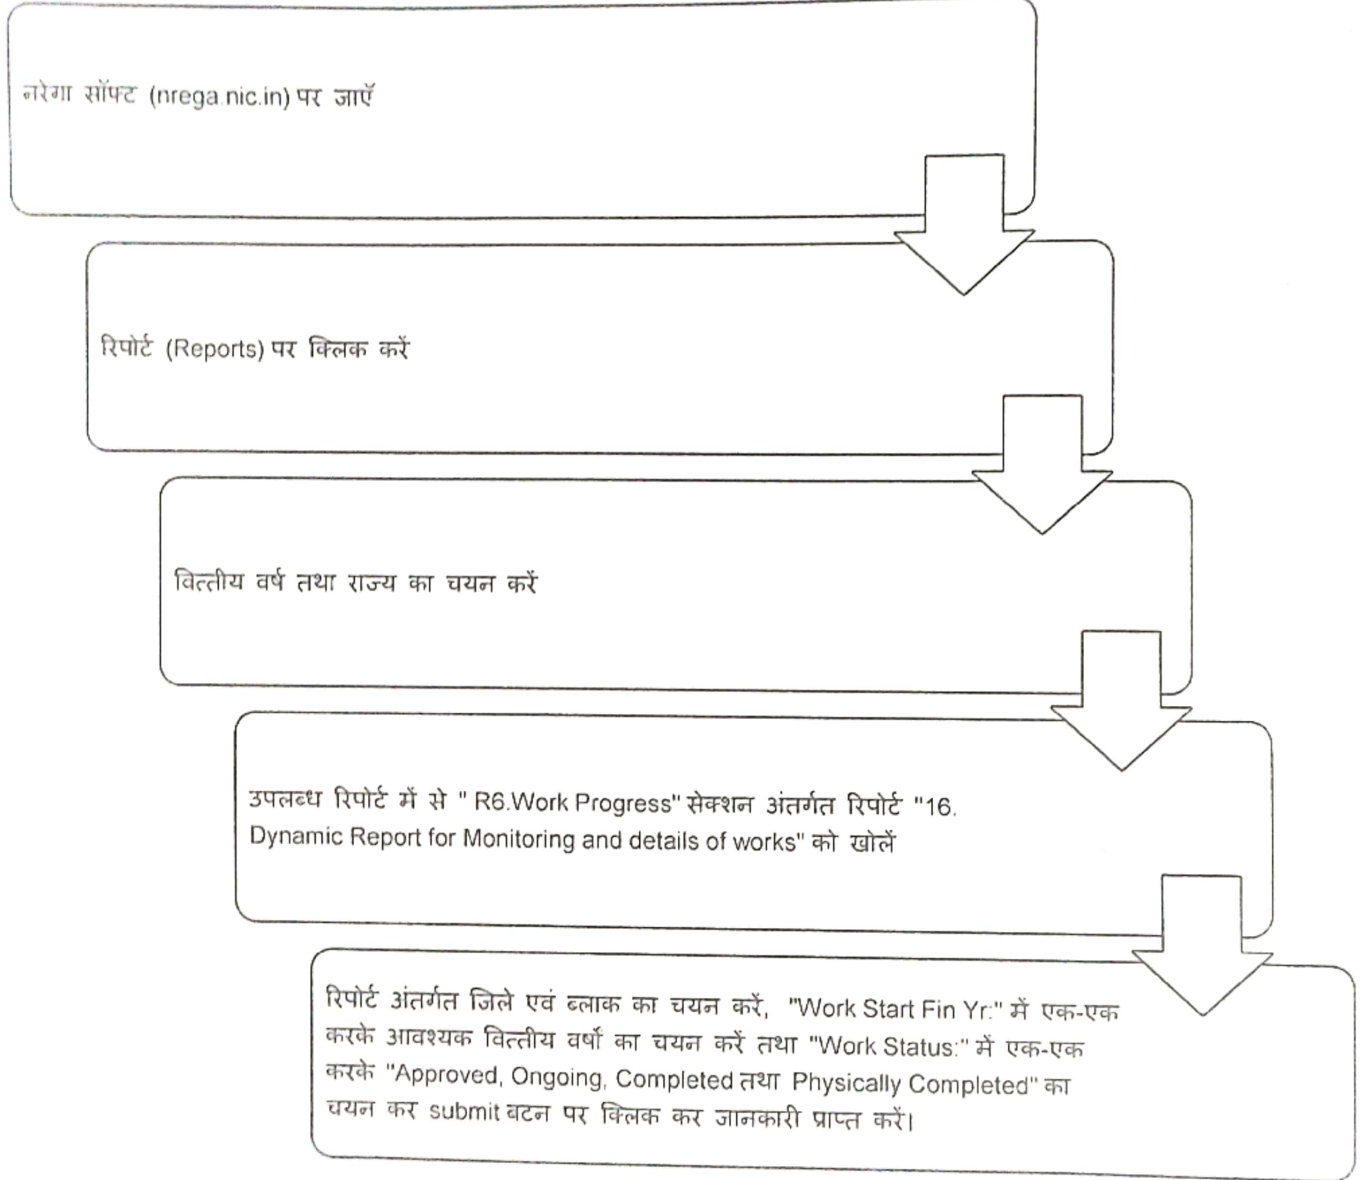 नरेगा सॉफ्ट (nrega.nic.in) पर जाएँ
रिपोर्ट (Reports) पर क्लिक करें
वित्तीय वर्ष तथा राज्य का चयन करें
उपलब्ध रिपोर्ट में से " R6.Work Progress" सेक्शन अंतर्गत रिपोर्ट "16.
Dynamic Report for Monitoring and details of works" को खोलें
रिपोर्ट अंतर्गत जिले एवं ब्लाक का चयन करें, "Work Start Fin Yr:" में एक-एक
करके आवश्यक वित्तीय वर्षों का चयन करें तथा "Work Status:" में एक-एक
करके "Approved, Ongoing, Completed तथा Physically Completed" का
चयन कर submit बटन पर क्लिक कर जानकारी प्राप्त करें।